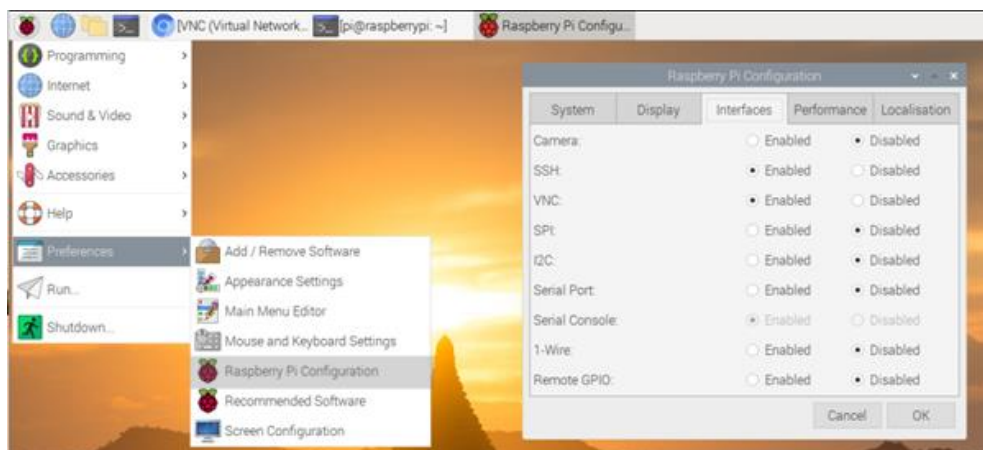 [VNC (Virtual Network... [pi@raspberrypi: ~] Raspberry Pi Configu...
Programming
Internet
Sound & Video
Graphics
Accessories
Help
Preferences
Run...
Shutdown...
Add / Remove Software
Appearance Settings
Main Menu Editor
Mouse and Keyboard Settings
Raspberry Pi Configuration
Recommended Software
Screen Configuration
Raspberry Pi Configuration
System Display Interfaces Performance Localisation
Camera: Enabled Disabled
SSH: Enabled Disabled
VNC: Enabled Disabled
SPI: Enabled Disabled
I2C: Enabled Disabled
Serial Port: Enabled Disabled
Serial Console: Enabled Disabled
1-Wire: Enabled Disabled
Remote GPIO: Enabled Disabled
Cancel OK